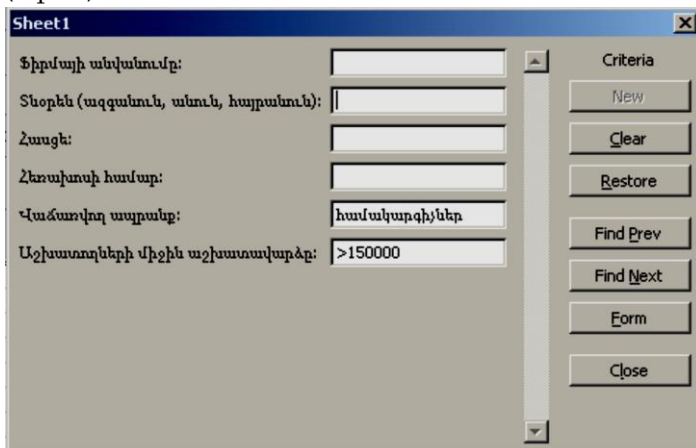 Sheet1
Ֆիրմայի անվանումը:
Criteria
Տնօրեն (ազգանուն, անուն, հայրանուն):
New
Հասցե:
Clear
Հեռախոսի համար:
Restore
Վաճառվող ապրանք: համակարգիչներ
Find Prev
Աշխատողների միջին աշխատավարձը: >150000
Find Next
Form
Close